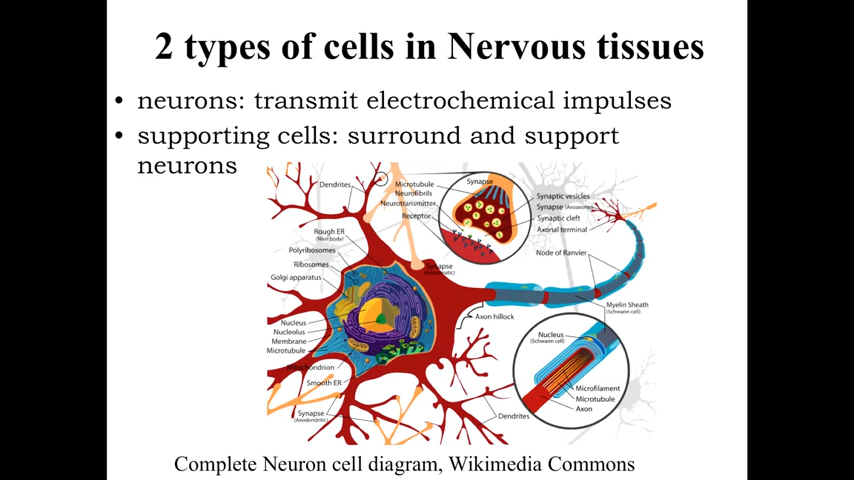 2 types of cells in Nervous tissues
• neurons: transmit electrochemical impulses
• supporting cells: surround and support
neurons
Dendrites
Microtubule
Neurofibrils
Neurotransmitter
Receptor
Synapse
Synaptic vesicles
Synapse (Axoaxonic)
Synaptic cleft
Axonal terminal
Rough ER
(Nissl body)
Polyribosomes
Ribosomes
Golgi apparatus
Synapse
(Axosomatic)
Node of Ranvier
Myelin Sheath
(Schwann cell)
Axon hillock
Nucleus
Nucleolus
Membrane
Microtubule
Mitochondrion
Smooth ER
Synapse
(Axodendritic)
Dendrites
Nucleus
(Schwann cell)
Microfilament
Microtubule
Axon
Complete Neuron cell diagram, Wikimedia Commons